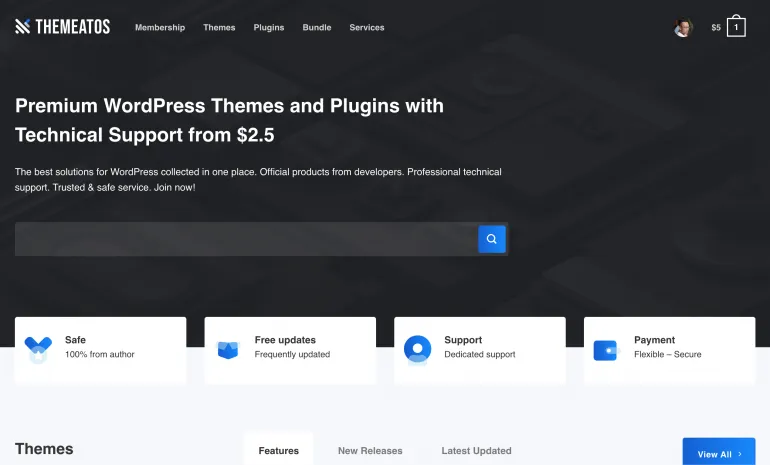 THEMEATOS Membership Themes Plugins Bundle Services $5 1
Premium WordPress Themes and Plugins with
Technical Support from $2.5
The best solutions for WordPress collected in one place. Official products from developers. Professional technical
support. Trusted & safe service. Join now!
Safe Free updates Support Payment
100% from author Frequently updated Dedicated support Flexible – Secure
Themes Features New Releases Latest Updated View All